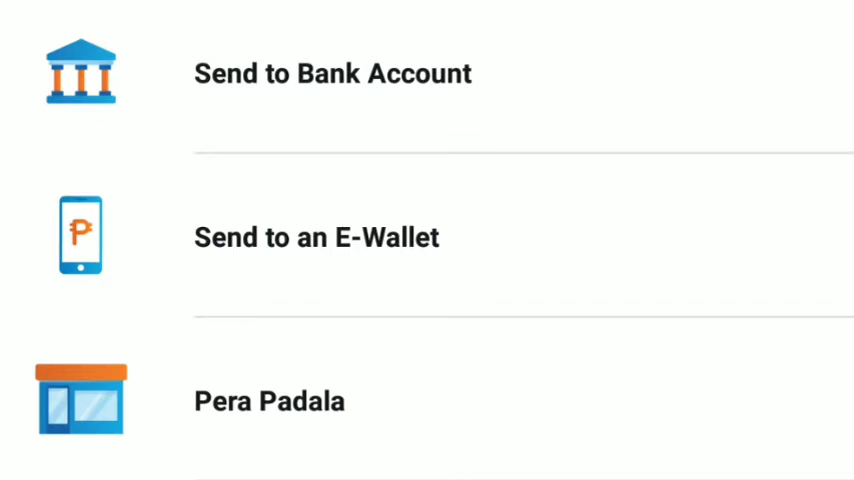 Send to Bank Account
Send to an E-Wallet
Pera Padala